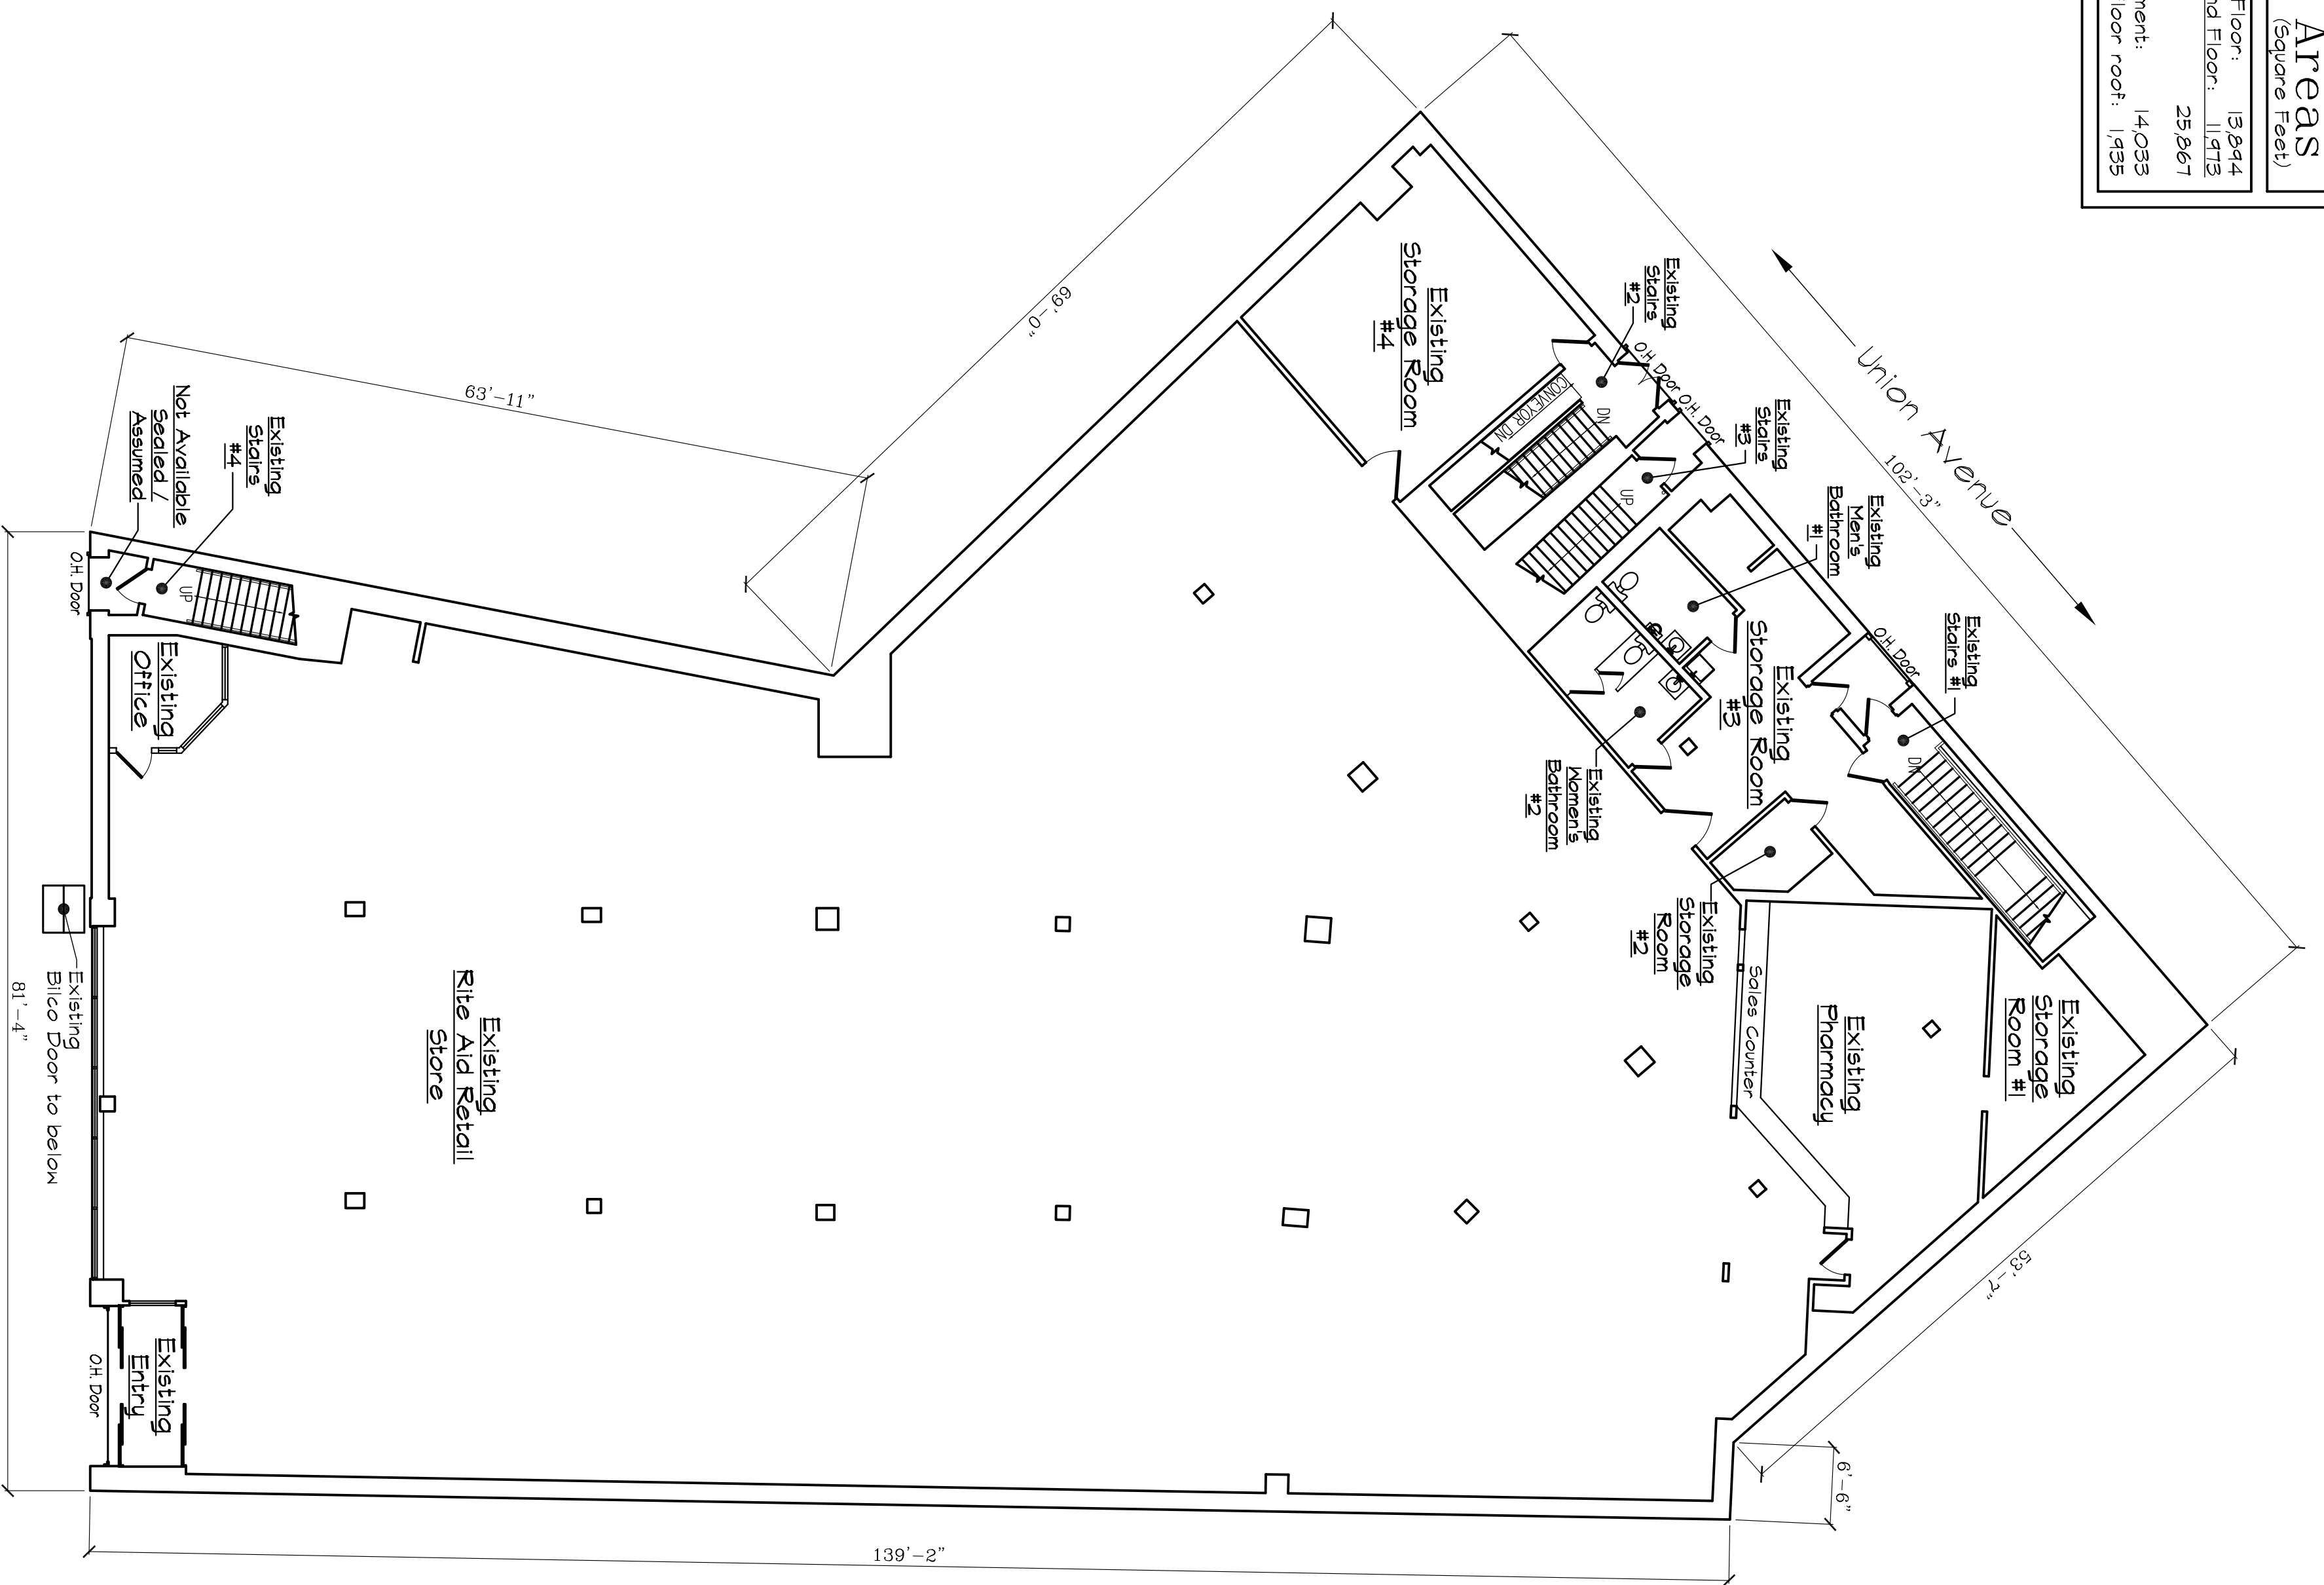 Areas
(Square Feet)
Floor: 13,894
nd Floor: 11,973
25,867
ment: 14,033
floor roof: 1,935
Union Avenue
102'-3"
69'-0"
63'-11"
81'-4"
139'-2"
6'-6"
53'-7"
Existing
Storage Room
#4
Existing
Stairs
#2
O.H. Door
O.H. Door
CONVEYOR DN
DN
Existing
Stairs
#3
UP
Existing
Men's
Bathroom
#1
Existing
Storage Room
#3
O.H. Door
Existing
Stairs #1
DN
Existing
Women's
Bathroom
#2
Existing
Storage
Room
#2
Sales Counter
Existing
Pharmacy
Existing
Storage
Room #1
Existing
Stairs
#4
Not Available
Sealed /
Assumed
UP
O.H. Door
Existing
Office
Existing
Bilco Door to below
Existing
Rite Aid Retail
Store
Existing
Entry
O.H. Door